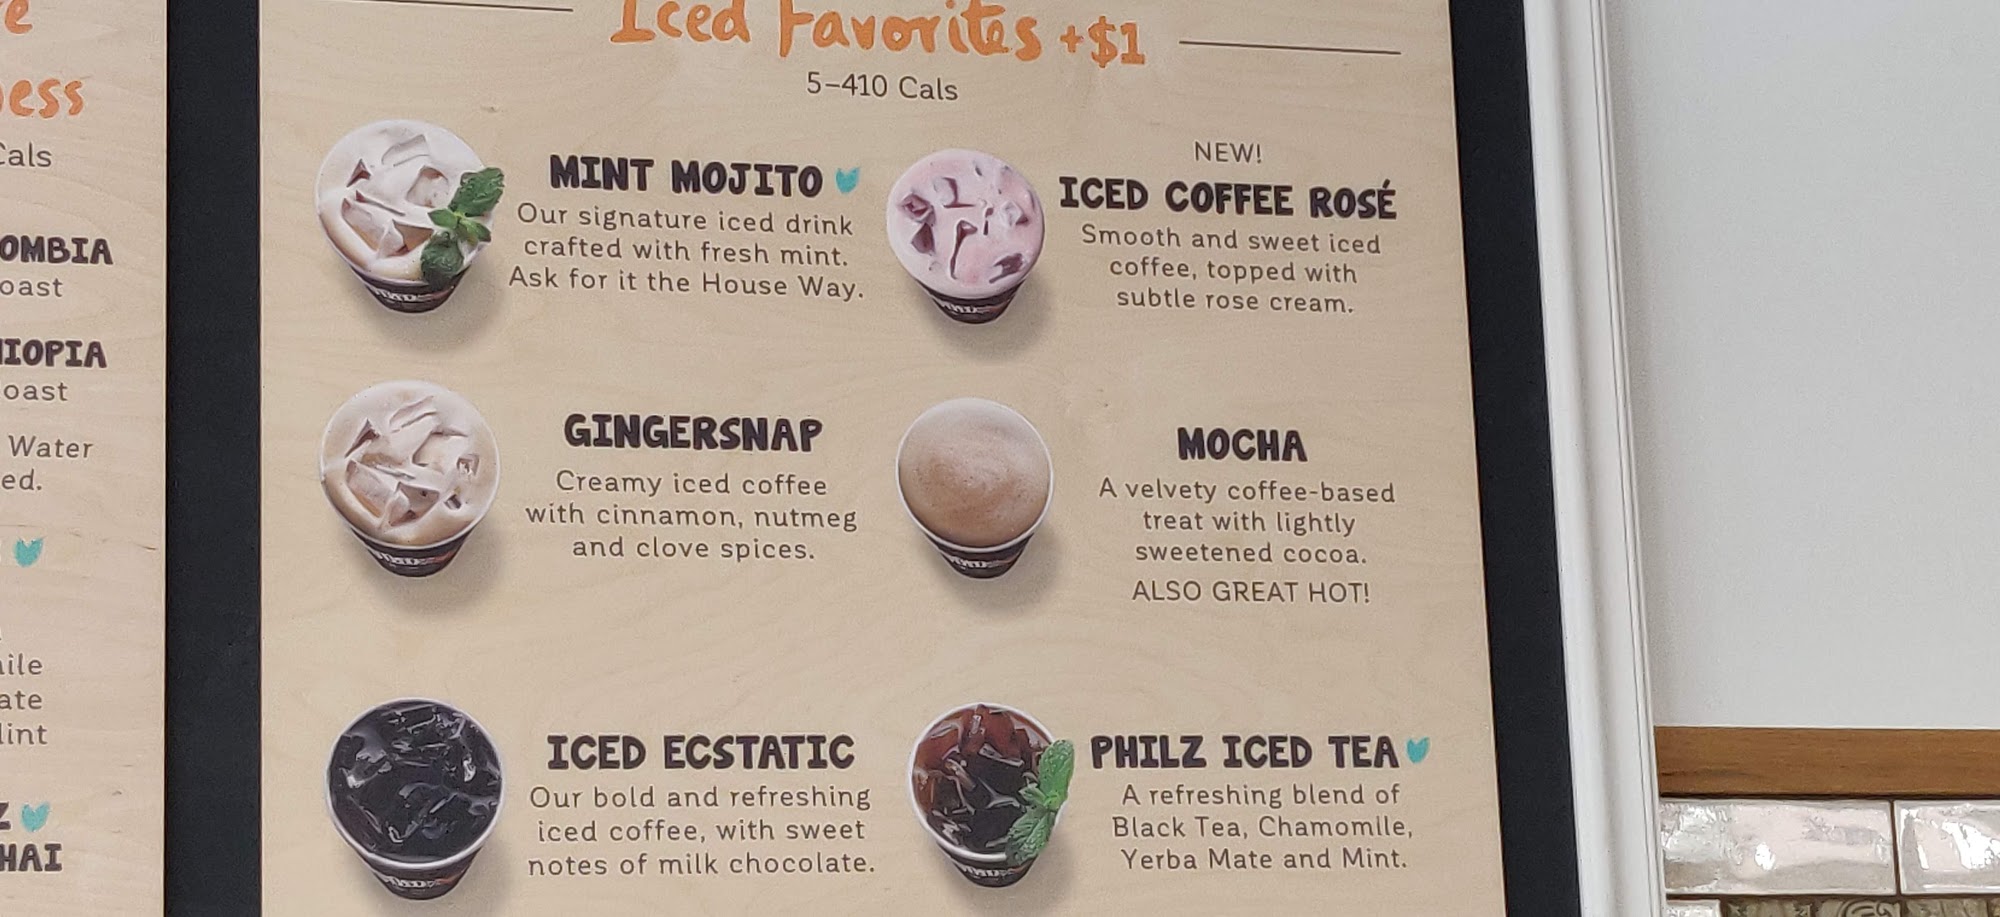 Cals
Water
Iced Favorites +$1
5–410 Cals
MINT MOJITO
Our signature iced drink
crafted with fresh mint.
Ask for it the House Way.
NEW!
ICED COFFEE ROSÉ
Smooth and sweet iced
coffee, topped with
subtle rose cream.
GINGERSNAP
Creamy iced coffee
with cinnamon, nutmeg
and clove spices.
MOCHA
A velvety coffee-based
treat with lightly
sweetened cocoa.
ALSO GREAT HOT!
ICED ECSTATIC
Our bold and refreshing
iced coffee, with sweet
notes of milk chocolate.
PHILZ ICED TEA
A refreshing blend of
Black Tea, Chamomile,
Yerba Mate and Mint.